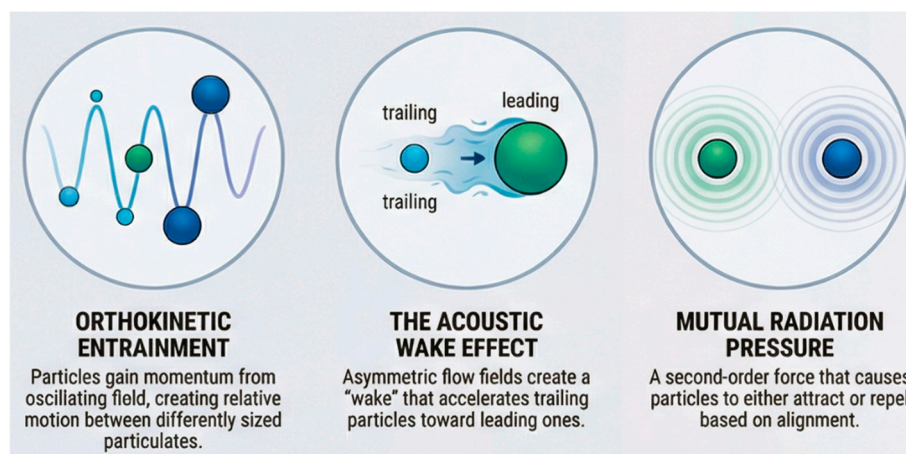 trailing
leading
trailing
ORTHOKINETIC
ENTRAINMENT
Particles gain momentum from
oscillating field, creating relative
motion between differently sized
particulates.
THE ACOUSTIC
WAKE EFFECT
Asymmetric flow fields create a
"wake" that accelerates trailing
particles toward leading ones.
MUTUAL RADIATION
PRESSURE
A second-order force that causes
particles to either attract or repel
based on alignment.